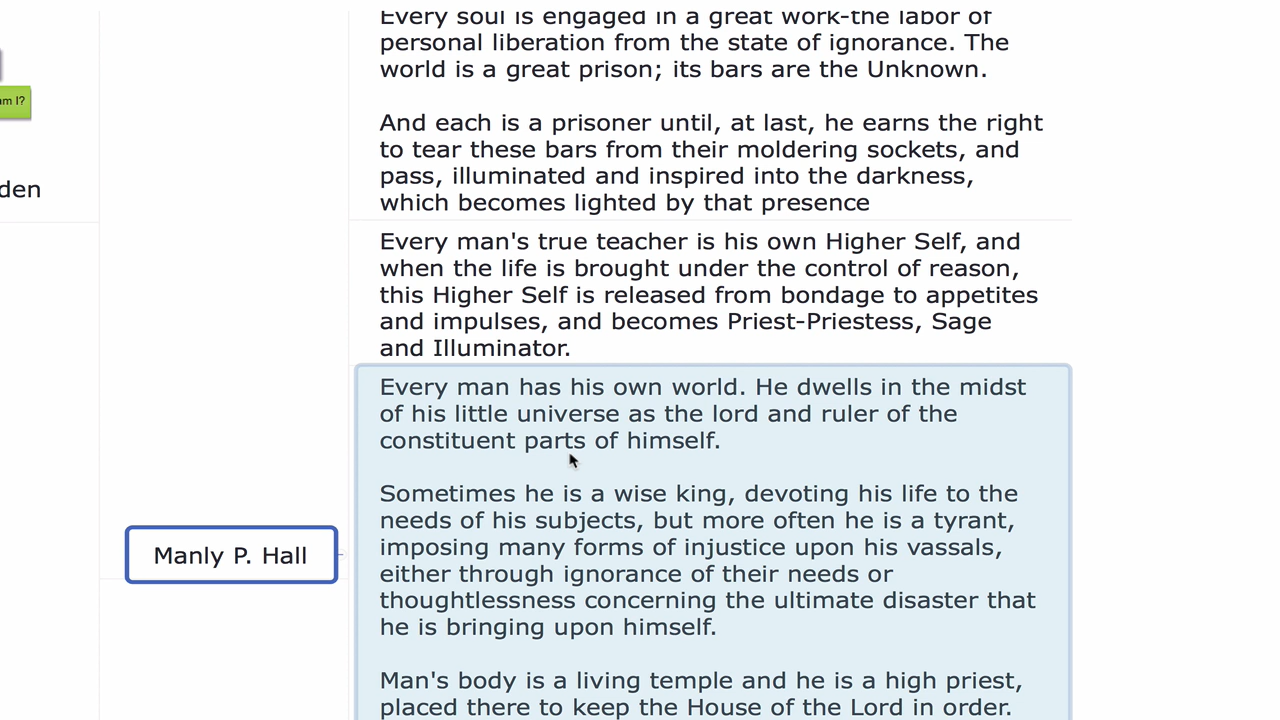 Every soul is engaged in a great work-the labor of
personal liberation from the state of ignorance. The
world is a great prison; its bars are the Unknown.
And each is a prisoner until, at last, he earns the right
to tear these bars from their moldering sockets, and
pass, illuminated and inspired into the darkness,
which becomes lighted by that presence
Every man's true teacher is his own Higher Self, and
when the life is brought under the control of reason,
this Higher Self is released from bondage to appetites
and impulses, and becomes Priest-Priestess, Sage
and Illuminator.
Every man has his own world. He dwells in the midst
of his little universe as the lord and ruler of the
constituent parts of himself.
Sometimes he is a wise king, devoting his life to the
needs of his subjects, but more often he is a tyrant,
imposing many forms of injustice upon his vassals,
either through ignorance of their needs or
thoughtlessness concerning the ultimate disaster that
he is bringing upon himself.
Man's body is a living temple and he is a high priest,
placed there to keep the House of the Lord in order.
am I?
den
Manly P. Hall